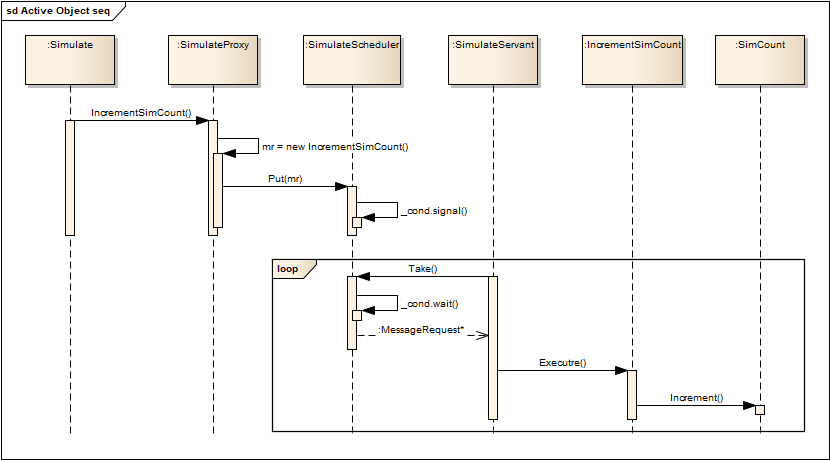 sd Active Object seq
:Simulate
:SimulateProxy
:SimulateScheduler
:SimulateServant
:IncrementSimCount
:SimCount
IncrementSimCount()
mr = new IncrementSimCount()
Put(mr)
_cond.signal()
loop
Take()
_cond.wait()
:MessageRequest*
Executre()
Increment()